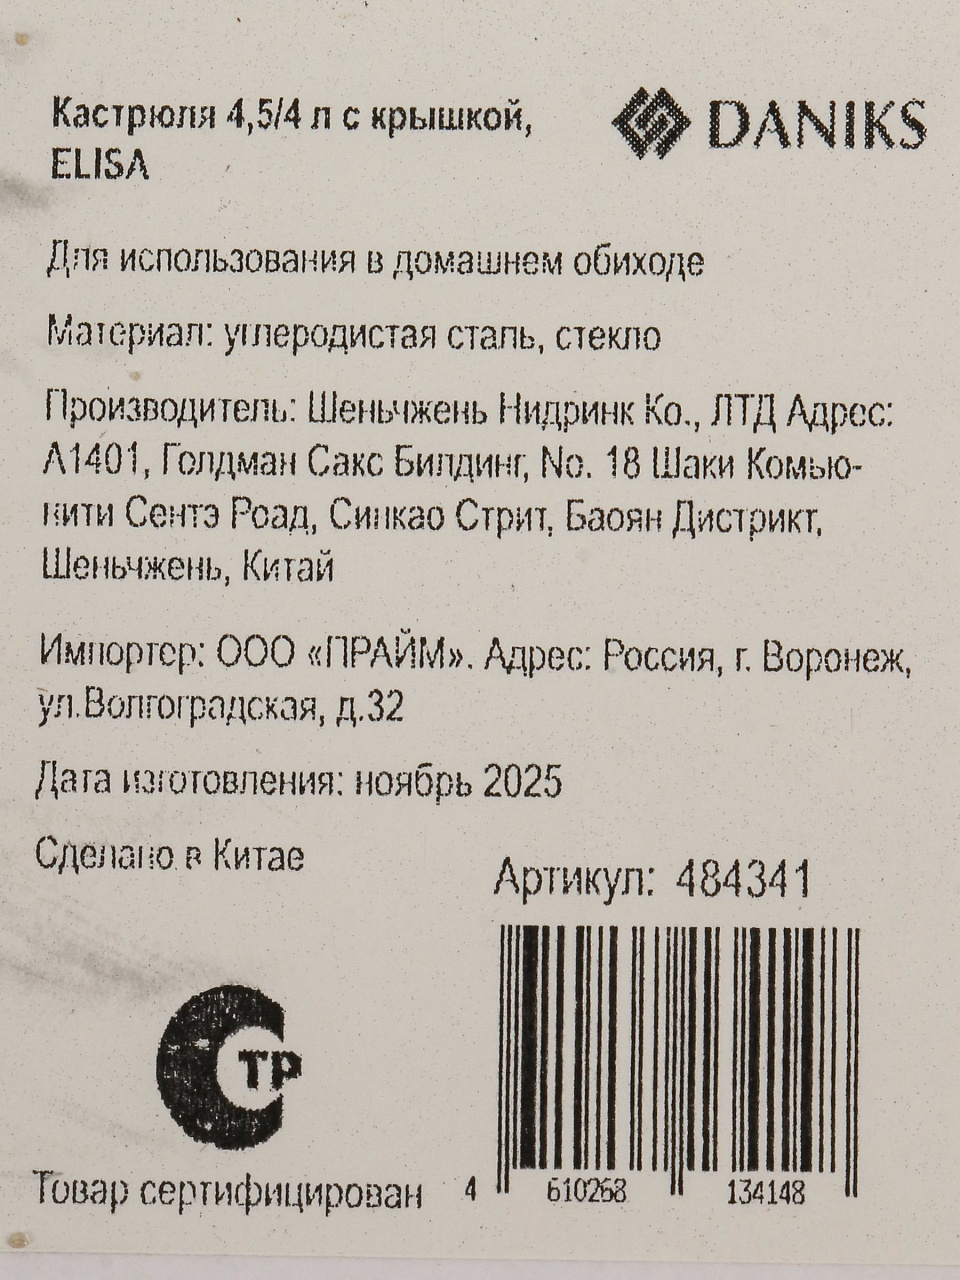 Кастрюля 4,5/4 л с крышкой,
ELISA
DANIKS
Для использования в домашнем обиходе
Материал: углеродистая сталь, стекло
Производитель: Шеньчжень Нидринк Ко., ЛТД Адрес:
А1401, Голдман Сакс Билдинг, No. 18 Шаки Комью-
нити Сентэ Роад, Синкао Стрит, Баоян Дистрикт,
Шеньчжень, Китай
Импортер: ООО «ПРАЙМ». Адрес: Россия, г. Воронеж,
ул.Волгоградская, д.32
Дата изготовления: ноябрь 2025
Сделано в Китае
Артикул: 484341
ТР
Товар сертифицирован
4 610268 134148